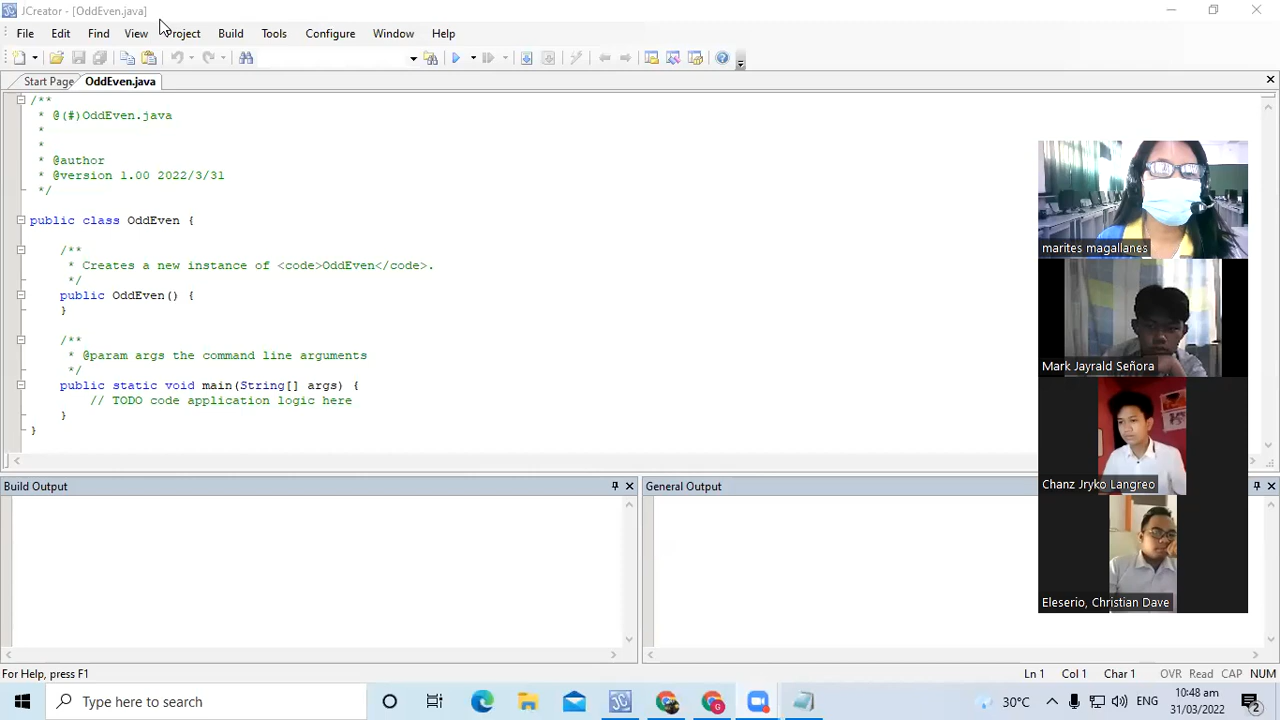 JCreator - [OddEven.java]
File Edit Find View Project Build Tools Configure Window Help
Start Page OddEven.java
/**
* @(#)OddEven.java
*
*
* @author
* @version 1.00 2022/3/31
*/
public class OddEven {
/**
* Creates a new instance of <code>OddEven</code>.
*/
public OddEven() {
}
/**
* @param args the command line arguments
*/
public static void main(String[] args) {
// TODO code application logic here
}
}
marites magallanes
Mark Jayrald Señora
Chanz Jryko Langreo
Eleserio, Christian Dave
Build Output
General Output
For Help, press F1
Ln 1 Col 1 Char 1 OVR Read CAP NUM
Type here to search
30°C ENG 10:48 am
31/03/2022
2